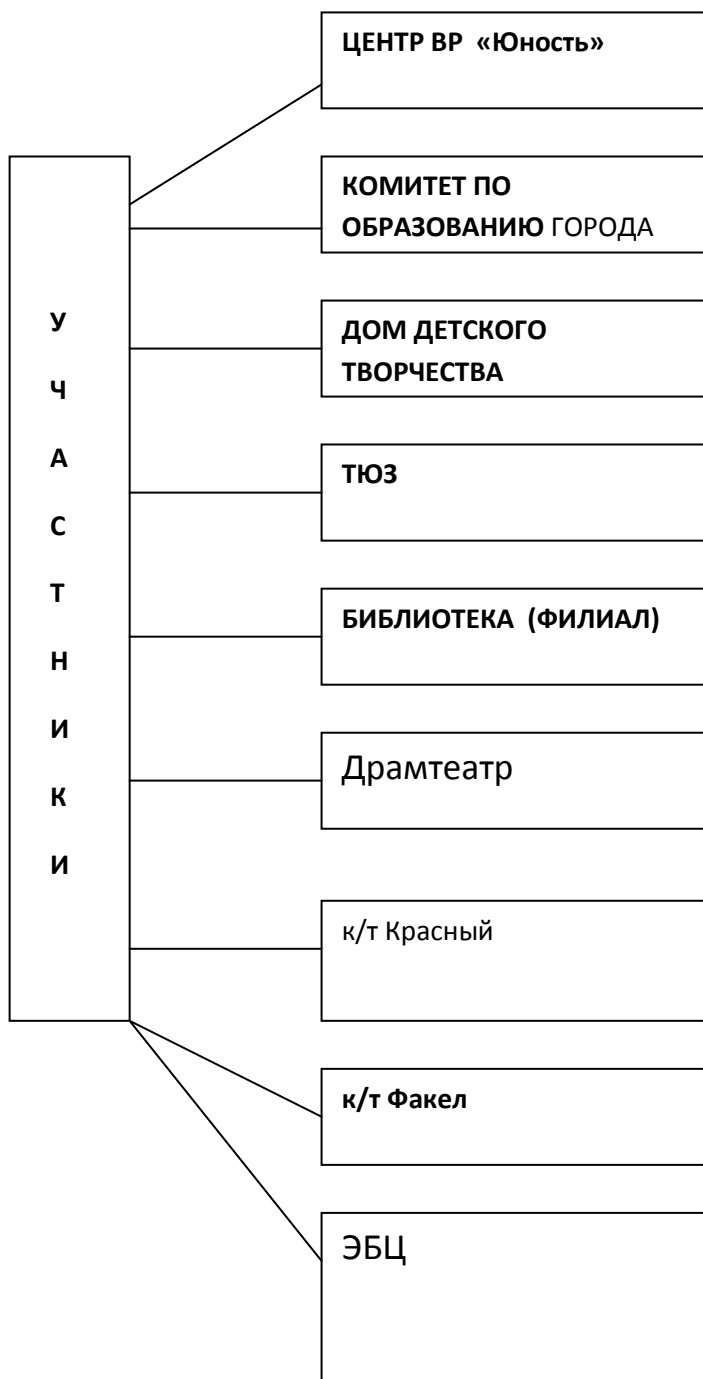 ЦЕНТР ВР «Юность»
КОМИТЕТ ПО
ОБРАЗОВАНИЮ ГОРОДА
У
Ч
А
С
Т
Н
И
К
И
ДОМ ДЕТСКОГО
ТВОРЧЕСТВА
ТЮЗ
БИБЛИОТЕКА (ФИЛИАЛ)
Драмтеатр
к/т Красный
к/т Факел
ЭБЦ